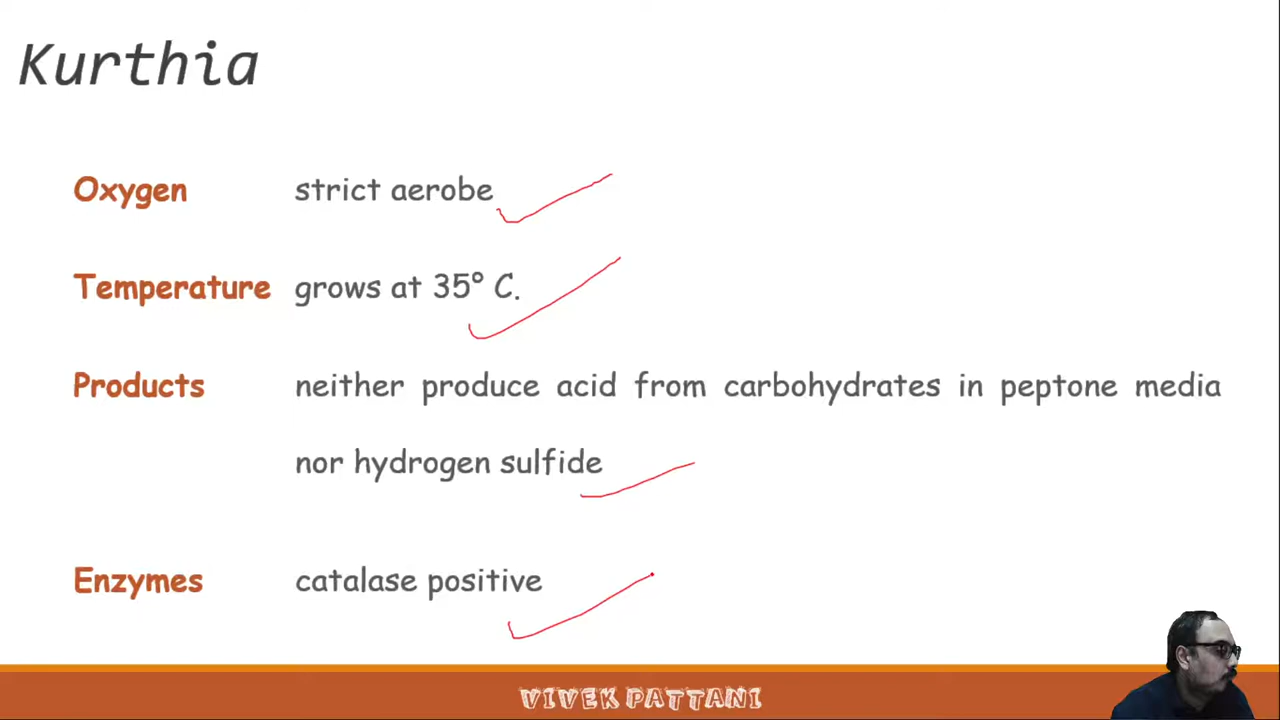 Kurthia
Oxygen strict aerobe
Temperature grows at 35° C.
Products neither produce acid from carbohydrates in peptone media
nor hydrogen sulfide
Enzymes catalase positive
VIVEK PATTANI